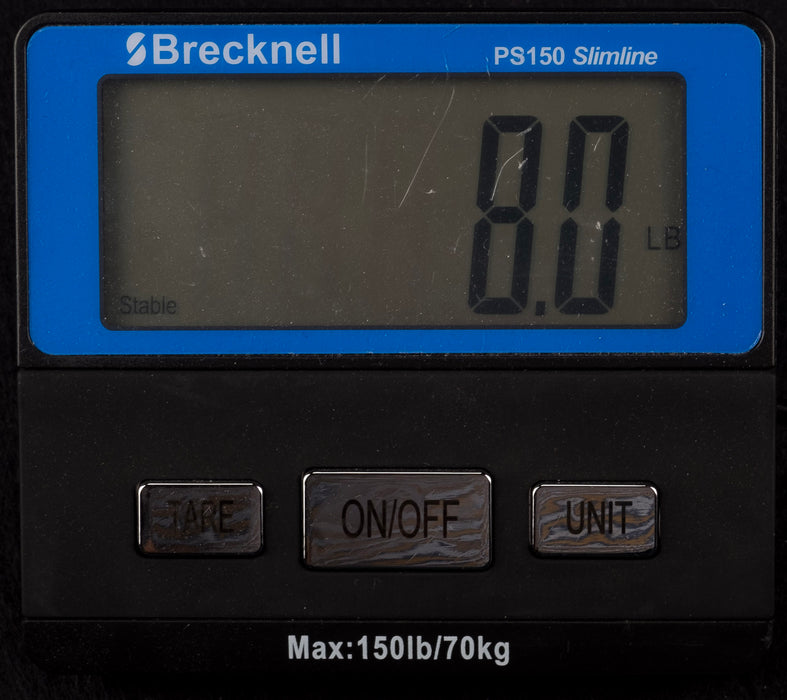 Brecknell
PS150 Slimline
8.0
LB
Stable
TARE
ON/OFF
UNIT
Max:150lb/70kg